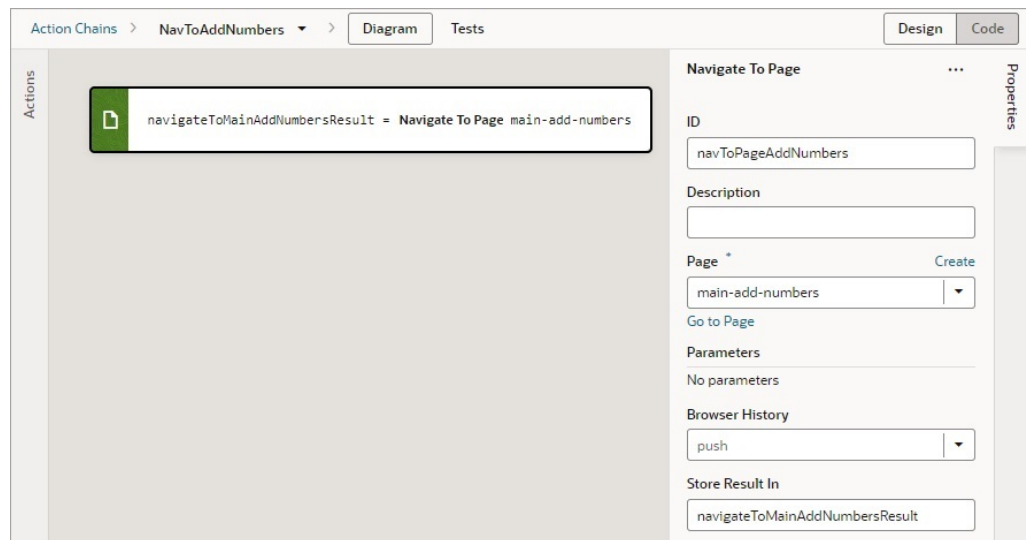 Action Chains > NavToAddNumbers > Diagram Tests Design Code
Actions
navigateToMainAddNumbersResult = Navigate To Page main-add-numbers
Properties
Navigate To Page ...
ID
navToPageAddNumbers
Description
Page * Create
main-add-numbers
Go to Page
Parameters
No parameters
Browser History
push
Store Result In
navigateToMainAddNumbersResult